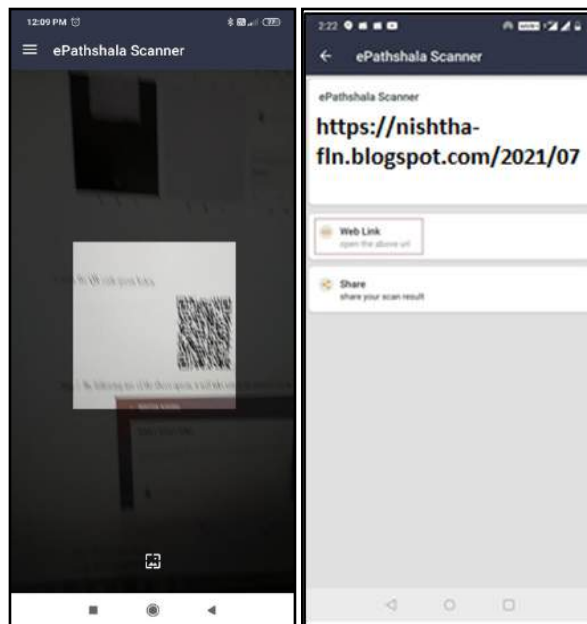 12:09 PM
ePathshala Scanner
2:22
ePathshala Scanner
ePathshala Scanner
https://nishtha-
fln.blogspot.com/2021/07
Web Link
open the above url
Share
share your scan result